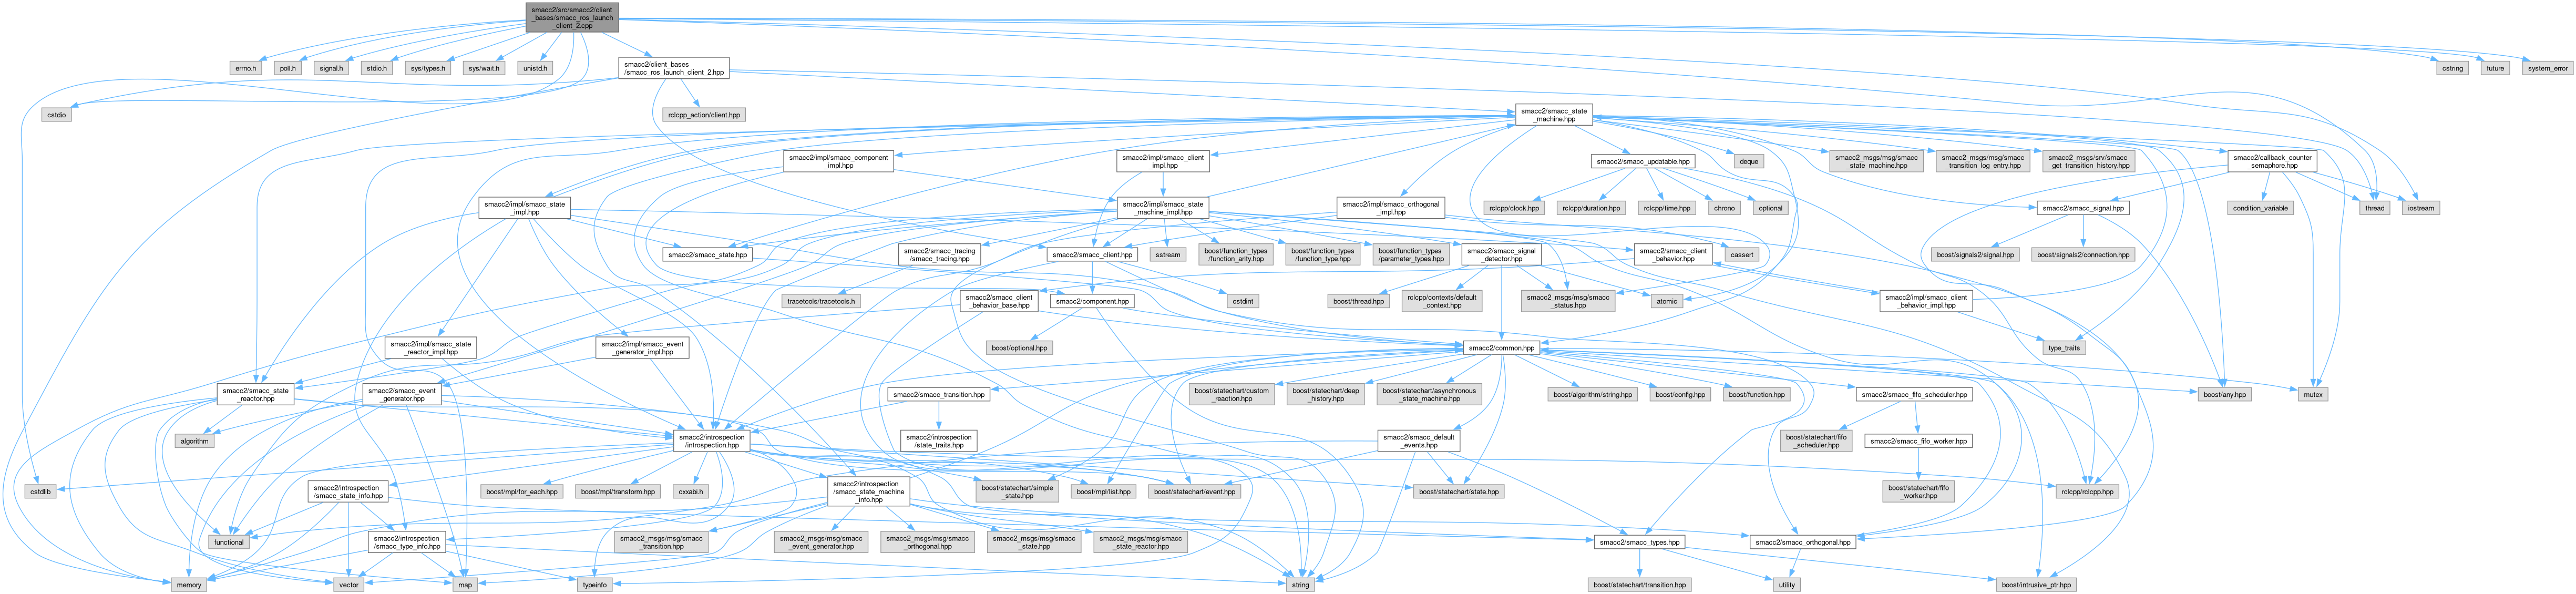 smacc2/src/smacc2/client
_bases/smacc_ros_launch
_client_2.cpp
errno.h
poll.h
signal.h
stdio.h
sys/types.h
sys/wait.h
unistd.h
smacc2/client_bases
/smacc_ros_launch_client_2.hpp
cstring
future
system_error
cstdio
rclcpp_action/client.hpp
smacc2/smacc_state
_machine.hpp
smacc2/impl/smacc_component
_impl.hpp
smacc2/impl/smacc_client
_impl.hpp
smacc2/smacc_updatable.hpp
deque
smacc2_msgs/msg/smacc
_state_machine.hpp
smacc2_msgs/msg/smacc
_transition_log_entry.hpp
smacc2_msgs/srv/smacc
_get_transition_history.hpp
smacc2/callback_counter
_semaphore.hpp
smacc2/impl/smacc_state
_impl.hpp
smacc2/impl/smacc_state
_machine_impl.hpp
smacc2/impl/smacc_orthogonal
_impl.hpp
rclcpp/clock.hpp
rclcpp/duration.hpp
rclcpp/time.hpp
chrono
optional
smacc2/smacc_signal.hpp
condition_variable
thread
iostream
smacc2/smacc_state.hpp
smacc2/smacc_tracing
/smacc_tracing.hpp
smacc2/smacc_client.hpp
sstream
boost/function_types
/function_arity.hpp
boost/function_types
/function_type.hpp
boost/function_types
/parameter_types.hpp
smacc2/smacc_signal
_detector.hpp
cassert
smacc2/smacc_client
_behavior.hpp
boost/signals2/signal.hpp
boost/signals2/connection.hpp
tracetools/tracetools.h
smacc2/smacc_client
_behavior_base.hpp
smacc2/component.hpp
cstdint
boost/thread.hpp
rclcpp/contexts/default
_context.hpp
smacc2_msgs/msg/smacc
_status.hpp
atomic
smacc2/impl/smacc_client
_behavior_impl.hpp
smacc2/impl/smacc_state
_reactor_impl.hpp
smacc2/impl/smacc_event
_generator_impl.hpp
boost/optional.hpp
smacc2/common.hpp
type_traits
smacc2/smacc_state
_reactor.hpp
smacc2/smacc_event
_generator.hpp
smacc2/smacc_transition.hpp
boost/statechart/custom
_reaction.hpp
boost/statechart/deep
_history.hpp
boost/statechart/asynchronous
_state_machine.hpp
boost/algorithm/string.hpp
boost/config.hpp
boost/function.hpp
smacc2/smacc_fifo_scheduler.hpp
boost/any.hpp
mutex
algorithm
smacc2/introspection
/introspection.hpp
smacc2/introspection
/state_traits.hpp
smacc2/smacc_default
_events.hpp
boost/statechart/fifo
_scheduler.hpp
smacc2/smacc_fifo_worker.hpp
cstdlib
smacc2/introspection
/smacc_state_info.hpp
boost/mpl/for_each.hpp
boost/mpl/transform.hpp
cxxabi.h
smacc2/introspection
/smacc_state_machine
_info.hpp
boost/statechart/simple
_state.hpp
boost/mpl/list.hpp
boost/statechart/event.hpp
boost/statechart/state.hpp
boost/statechart/fifo
_worker.hpp
rclcpp/rclcpp.hpp
functional
smacc2/introspection
/smacc_type_info.hpp
smacc2_msgs/msg/smacc
_transition.hpp
smacc2_msgs/msg/smacc
_event_generator.hpp
smacc2_msgs/msg/smacc
_orthogonal.hpp
smacc2_msgs/msg/smacc
_state.hpp
smacc2_msgs/msg/smacc
_state_reactor.hpp
smacc2/smacc_types.hpp
smacc2/smacc_orthogonal.hpp
memory
vector
map
typeinfo
string
boost/statechart/transition.hpp
utility
boost/intrusive_ptr.hpp